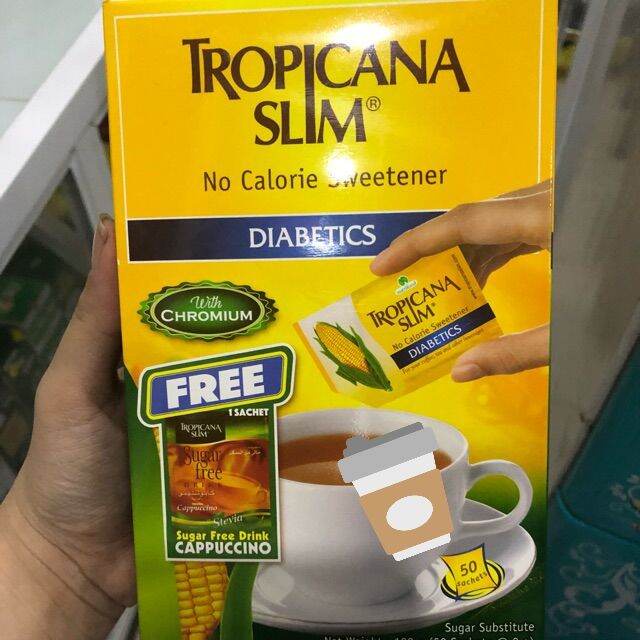 TROPICANA
SLIM®
No Calorie Sweetener
DIABETICS
With
CHROMIUM
TROPICANA
SLIM
No Calorie Sweetener
DIABETICS
FREE
1 SACHET
TROPICANA
SLIM
Sugar
free
Cappuccino
Stevia
Sugar Free Drink
CAPPUCCINO
50
sachets
Sugar Substitute